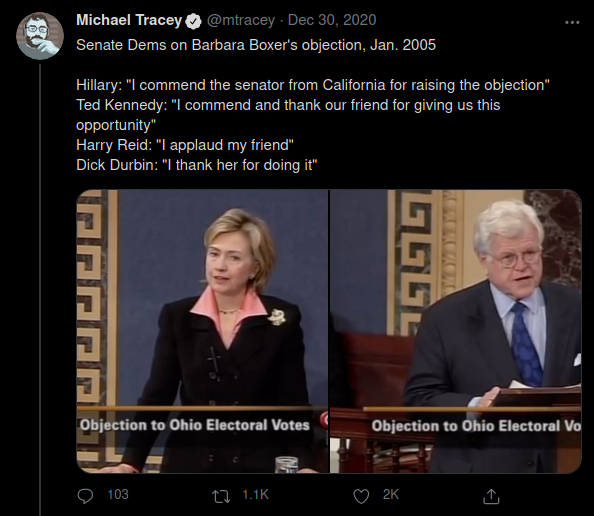 Michael Tracey @mtracey · Dec 30, 2020
Senate Dems on Barbara Boxer's objection, Jan. 2005
Hillary: "I commend the senator from California for raising the objection"
Ted Kennedy: "I commend and thank our friend for giving us this
opportunity"
Harry Reid: "I applaud my friend"
Dick Durbin: "I thank her for doing it"
Objection to Ohio Electoral Votes
Objection to Ohio Electoral Vo
103
1.1K
2K